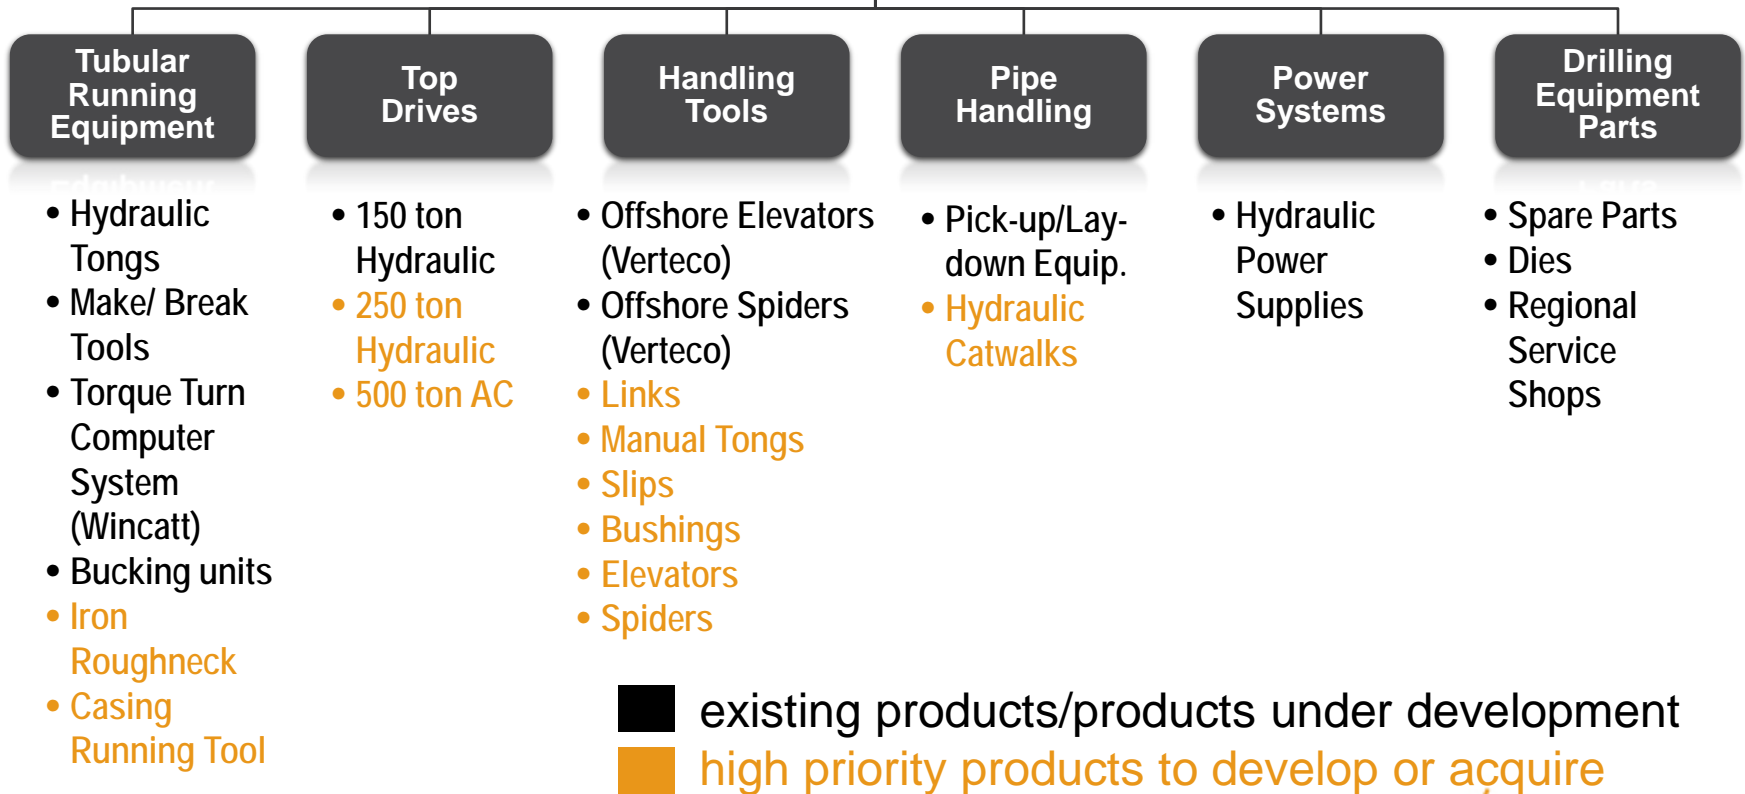 Tubular
Running
Equipment
• Hydraulic
Tongs
• Make/ Break
Tools
• Torque Turn
Computer
System
(Wincatt)
• Bucking units
• Iron
Roughneck
• Casing
Running Tool
Top
Drives
• 150 ton
Hydraulic
• 250 ton
Hydraulic
• 500 ton AC
Handling
Tools
• Offshore Elevators
(Verteco)
• Offshore Spiders
(Verteco)
• Links
• Manual Tongs
• Slips
• Bushings
• Elevators
• Spiders
Pipe
Handling
• Pick-up/Lay-
down Equip.
• Hydraulic
Catwalks
Power
Systems
• Hydraulic
Power
Supplies
Drilling
Equipment
Parts
• Spare Parts
• Dies
• Regional
Service
Shops
existing products/products under development
high priority products to develop or acquire